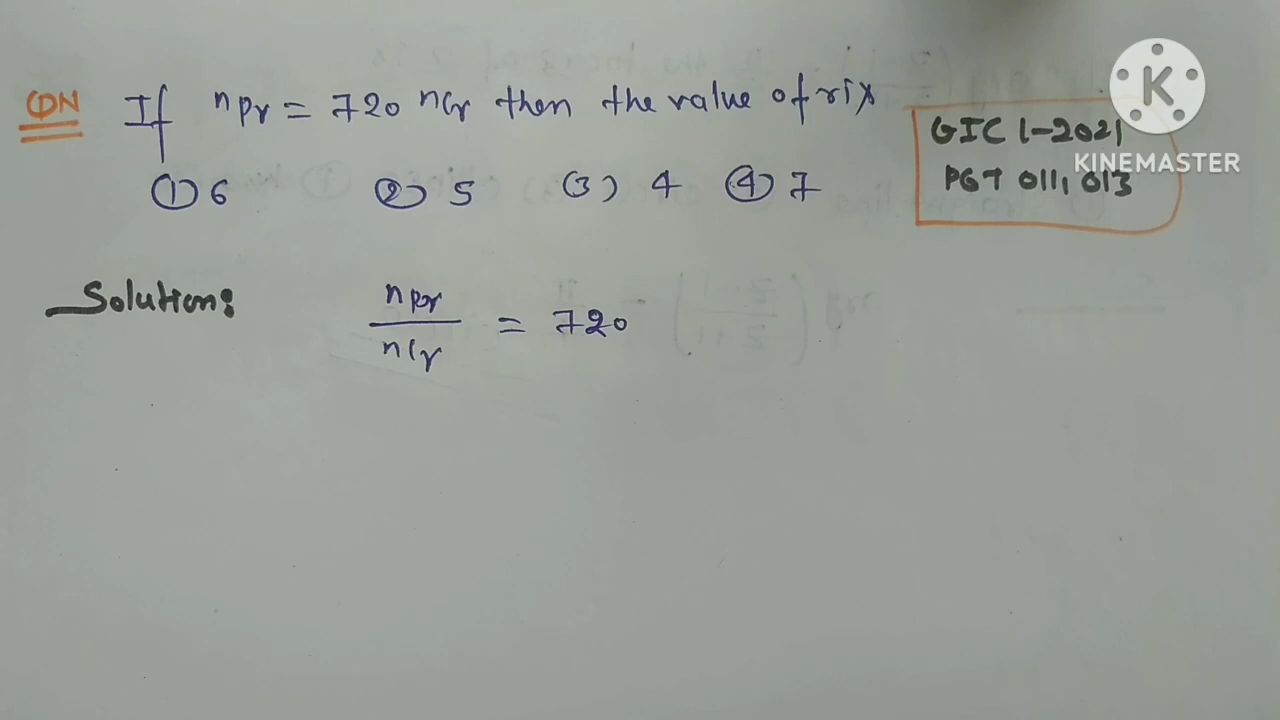 QN If nPr = 720 nCr then the value of r is
① 6 ② 5 (3) 4 ④ 7
GIC L-2021
PGT 011, 013
K
KINEMASTER
Solution:
nPr
nCr = 720